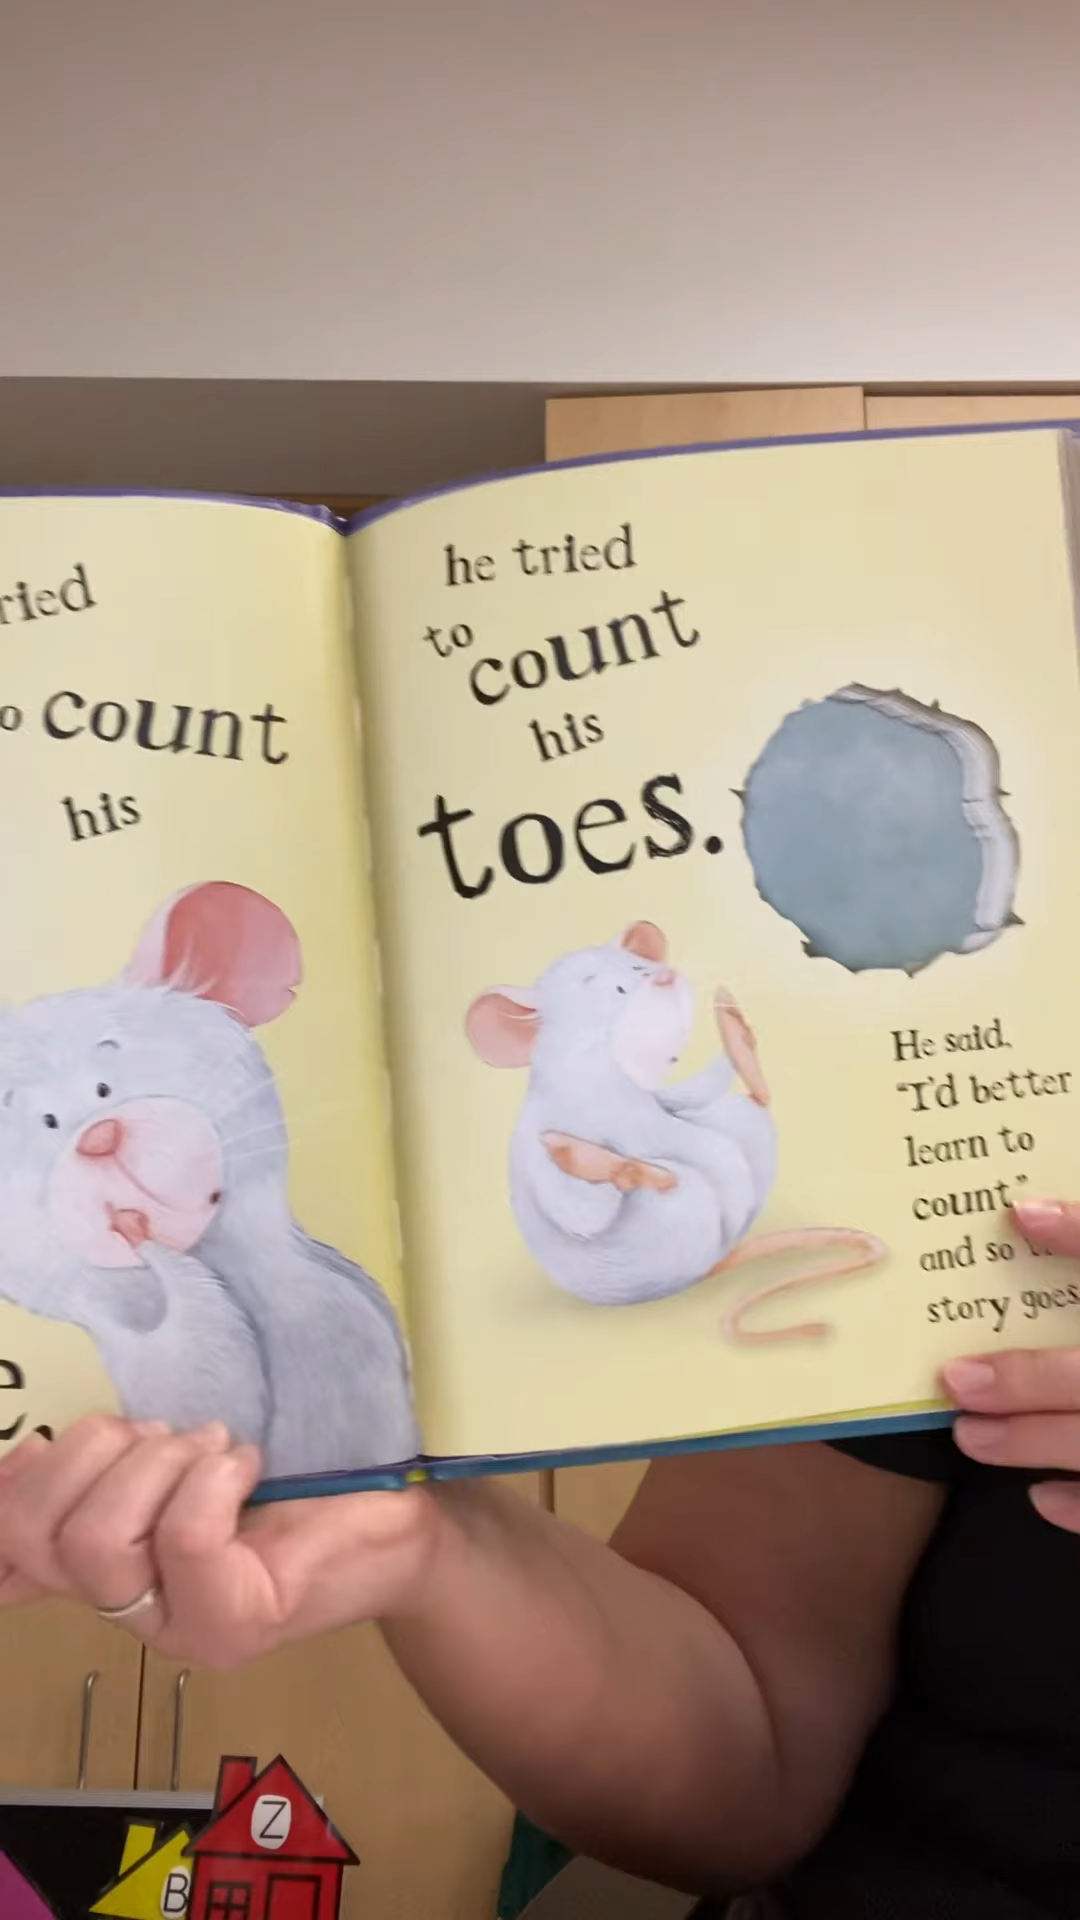 ried
o count
his
e,
he tried
to
count
his
toes.
He said,
"I'd better
learn to
count,"
and so
story goes
Z
B